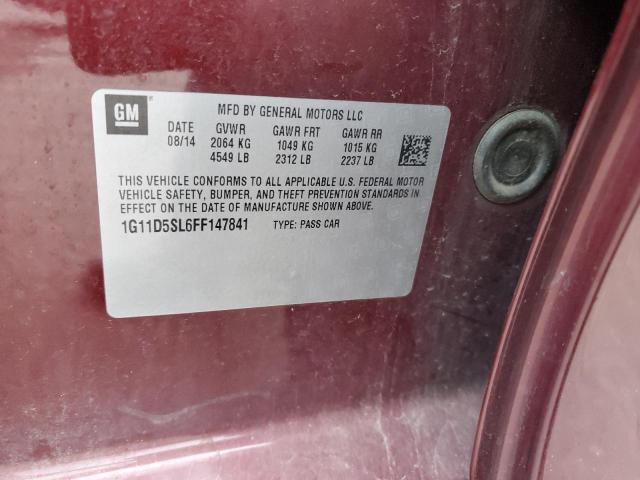 GM
MFD BY GENERAL MOTORS LLC
DATE GVWR GAWR FRT GAWR RR
08/14 2064 KG 1049 KG 1015 KG
4549 LB 2312 LB 2237 LB
THIS VEHICLE CONFORMS TO ALL APPLICABLE U.S. FEDERAL MOTOR
VEHICLE SAFETY, BUMPER, AND THEFT PREVENTION STANDARDS IN
EFFECT ON THE DATE OF MANUFACTURE SHOWN ABOVE.
1G11D5SL6FF147841 TYPE: PASS CAR